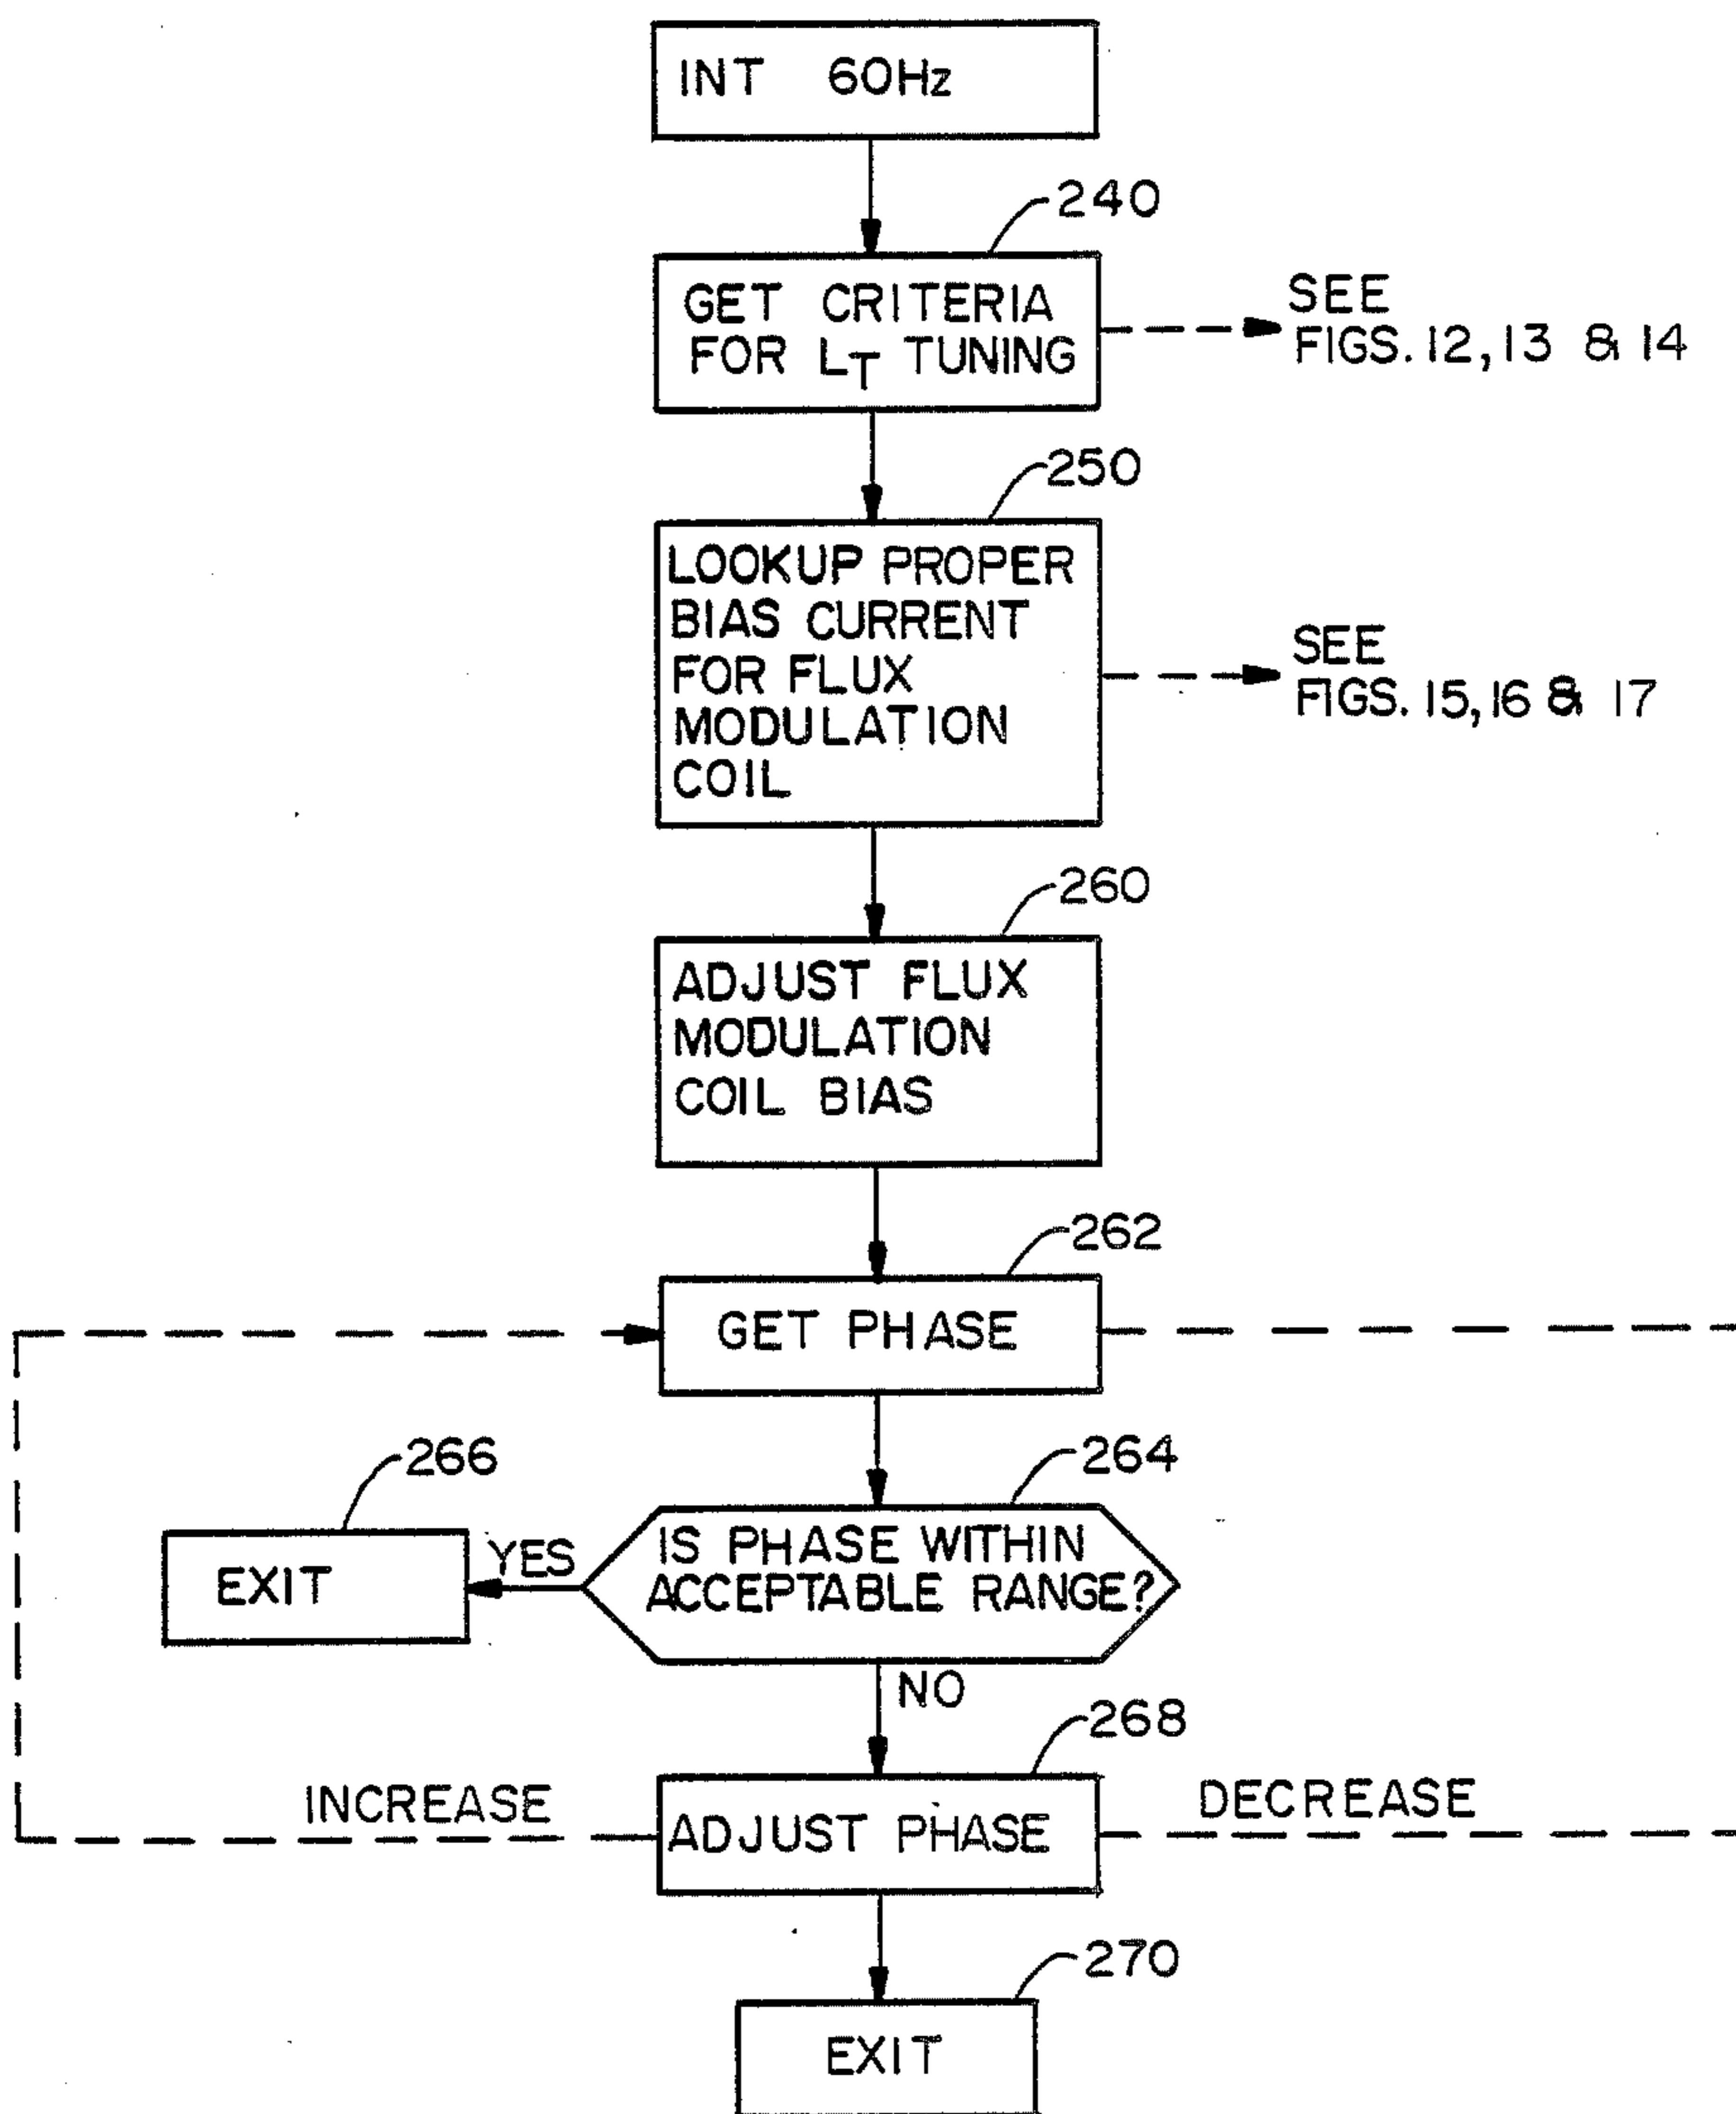 INT 60Hz
240
GET CRITERIA
FOR LT TUNING
SEE
FIGS. 12, 13 & 14
250
LOOKUP PROPER
BIAS CURRENT
FOR FLUX
MODULATION
COIL
SEE
FIGS. 15, 16 & 17
260
ADJUST FLUX
MODULATION
COIL BIAS
262
GET PHASE
266
264
EXIT
YES
IS PHASE WITHIN
ACCEPTABLE RANGE?
NO
268
INCREASE
ADJUST PHASE
DECREASE
270
EXIT